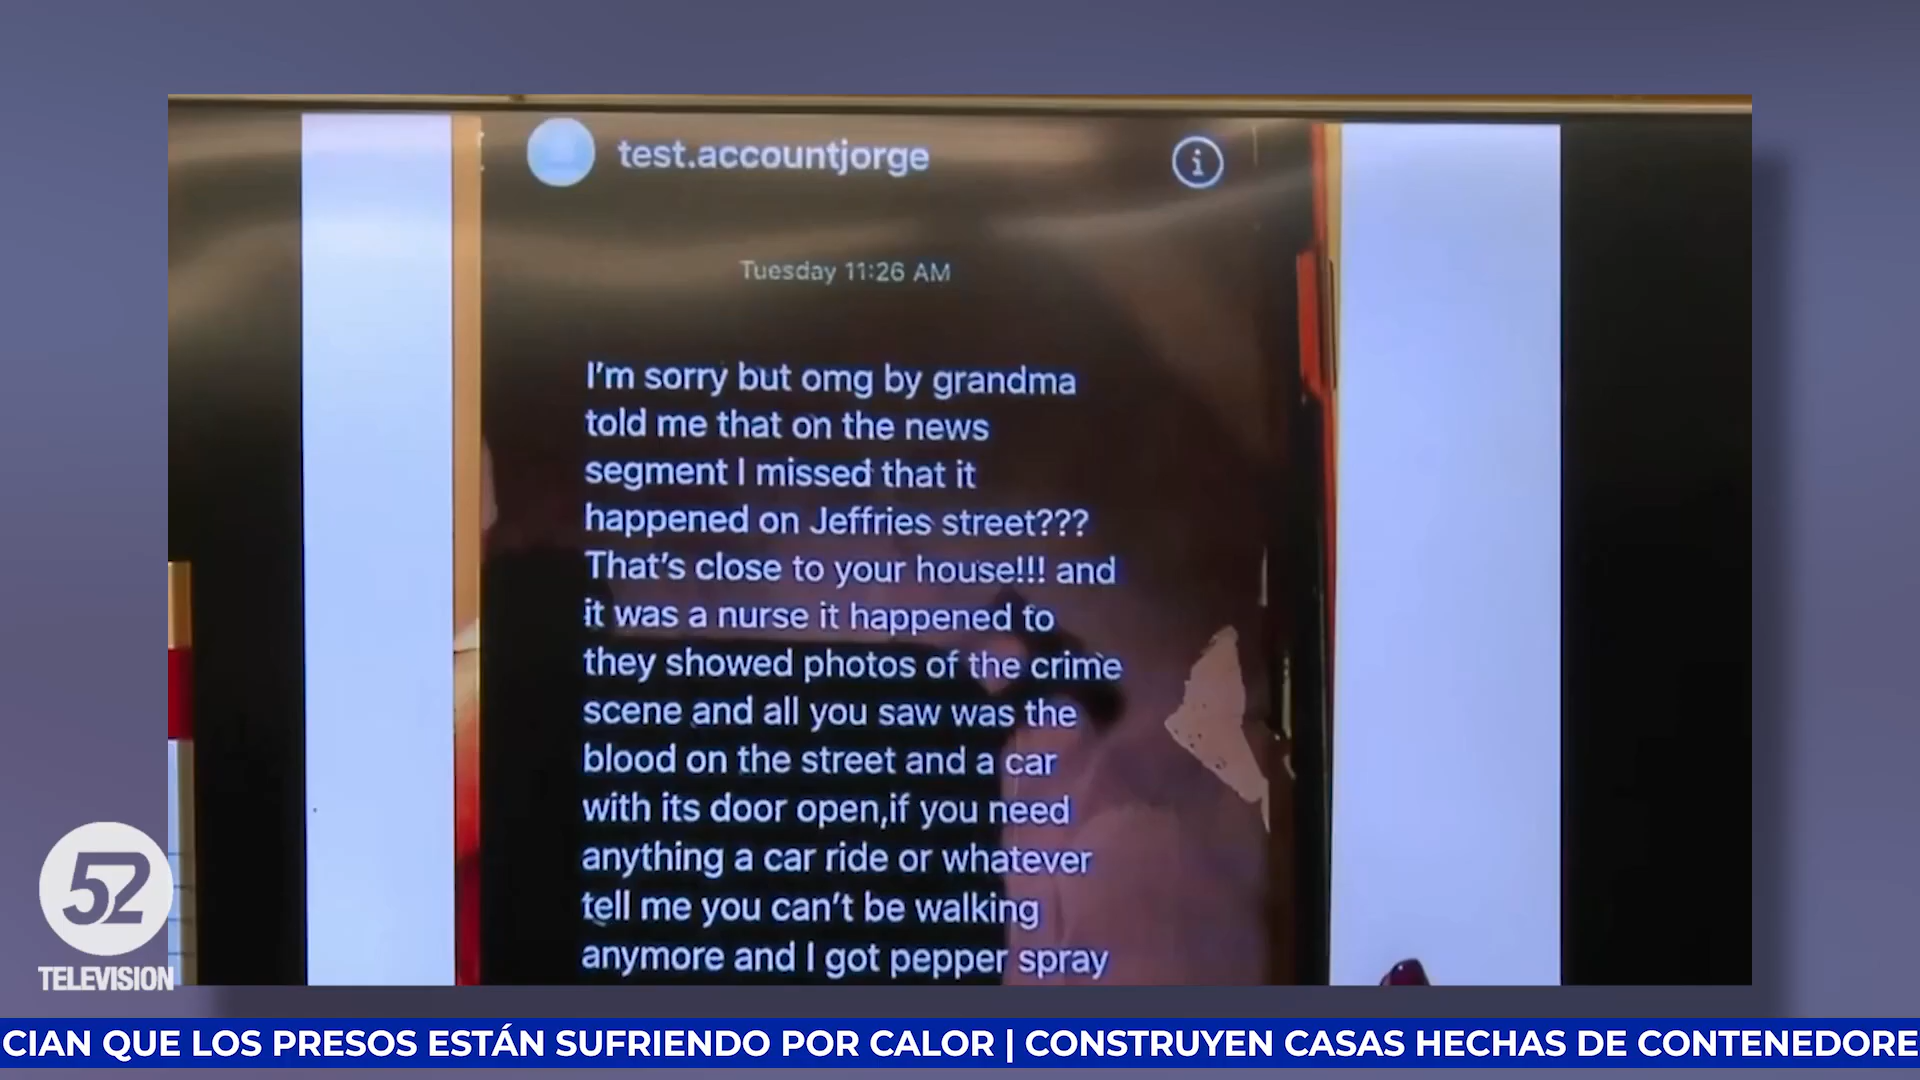 test.accountjorge
i
Tuesday 11:26 AM
I'm sorry but omg by grandma
told me that on the news
segment I missed that it
happened on Jeffries street???
That's close to your house!!! and
it was a nurse it happened to
they showed photos of the crime
scene and all you saw was the
blood on the street and a car
with its door open,if you need
anything a car ride or whatever
tell me you can't be walking
anymore and I got pepper spray
52
TELEVISION
CIAN QUE LOS PRESOS ESTÁN SUFRIENDO POR CALOR | CONSTRUYEN CASAS HECHAS DE CONTENEDORE